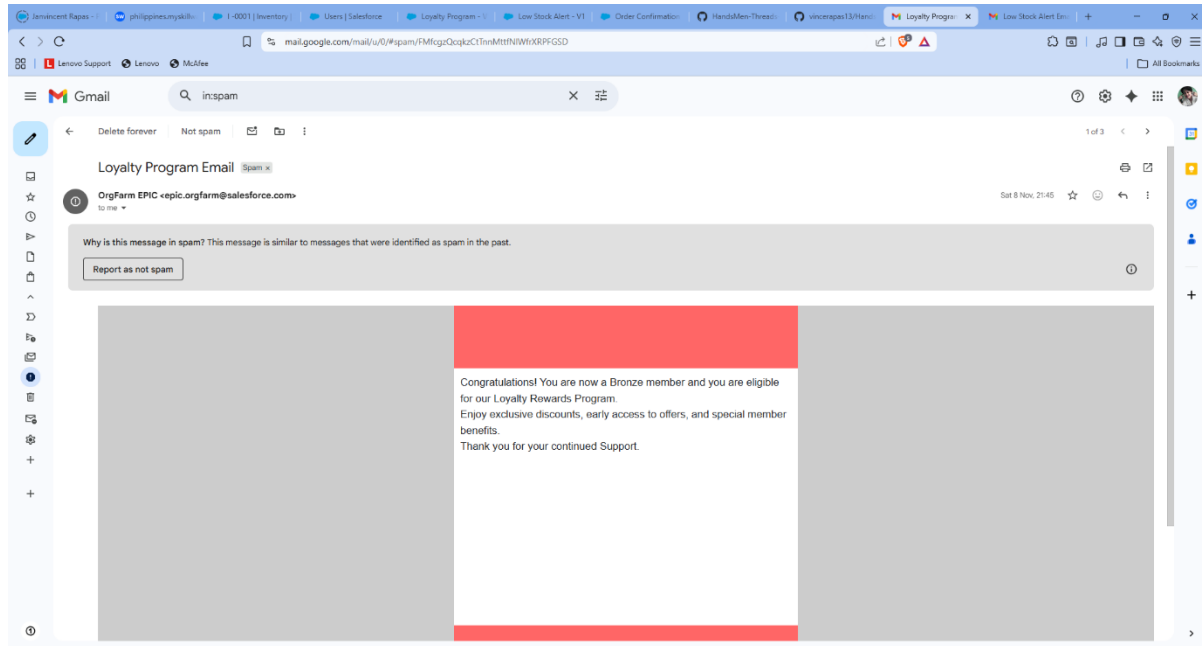 Janvincent Rapas -
philippines.myskill
I-0001 | Inventory |
Users | Salesforce
Loyalty Program -
Low Stock Alert - V1
Order Confirmation
HandsMen-Threads
vincerapas13/Hand
Loyalty Program
Low Stock Alert Em
mail.google.com/mail/u/0/#spam/FMfcgzQcqkzCtTnnMttfNlWfrXRPFGSD
Lenovo Support
Lenovo
McAfee
All Bookmarks
Gmail
in:spam
Delete forever
Not spam
1 of 3
Loyalty Program Email
Spam x
OrgFarm EPIC <epic.orgfarm@salesforce.com>
Sat 8 Nov, 21:45
to me
Why is this message in spam? This message is similar to messages that were identified as spam in the past.
Report as not spam
Congratulations! You are now a Bronze member and you are eligible
for our Loyalty Rewards Program.
Enjoy exclusive discounts, early access to offers, and special member
benefits.
Thank you for your continued Support.